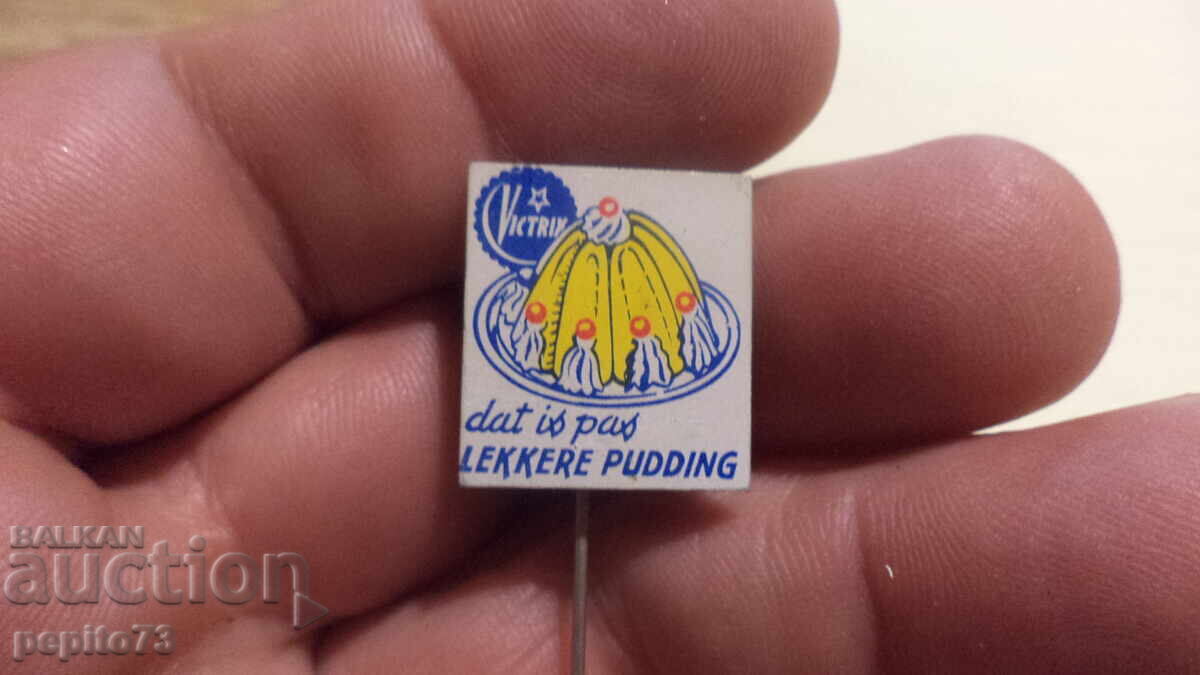 VICTRIX
dat is pas
LEKKERE PUDDING
BALKAN
auction
pepito73